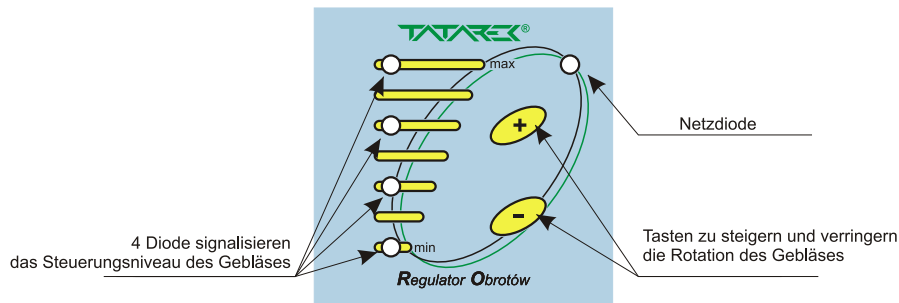 TATAREK®
max
+
Netzdiode
-
4 Diode signalisieren
das Steuerungsniveau des Gebläses
min
Tasten zu steigern und verringern
die Rotation des Gebläses
Regulator Obrotów